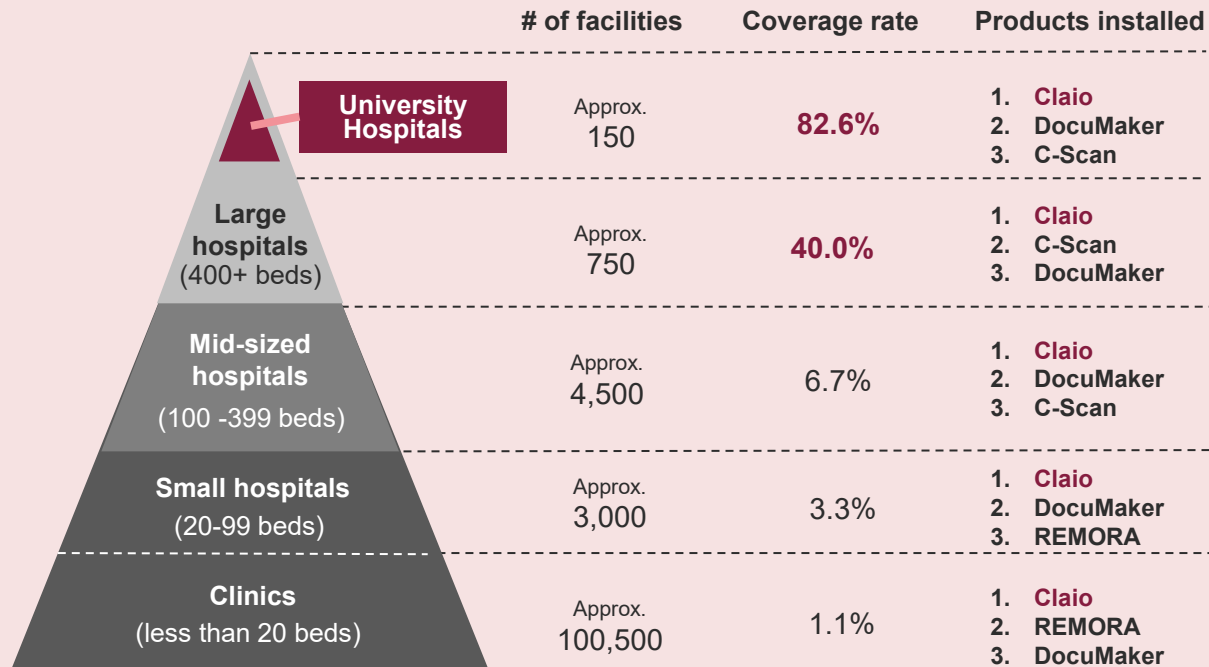 # of facilities Coverage rate Products installed
University
Hospitals
Approx.
150
82.6%
1. Claio
2. DocuMaker
3. C-Scan
Large
hospitals
(400+ beds)
Approx.
750
40.0%
1. Claio
2. C-Scan
3. DocuMaker
Mid-sized
hospitals
(100 -399 beds)
Approx.
4,500
6.7%
1. Claio
2. DocuMaker
3. C-Scan
Small hospitals
(20-99 beds)
Approx.
3,000
3.3%
1. Claio
2. DocuMaker
3. REMORA
Clinics
(less than 20 beds)
Approx.
100,500
1.1%
1. Claio
2. REMORA
3. DocuMaker